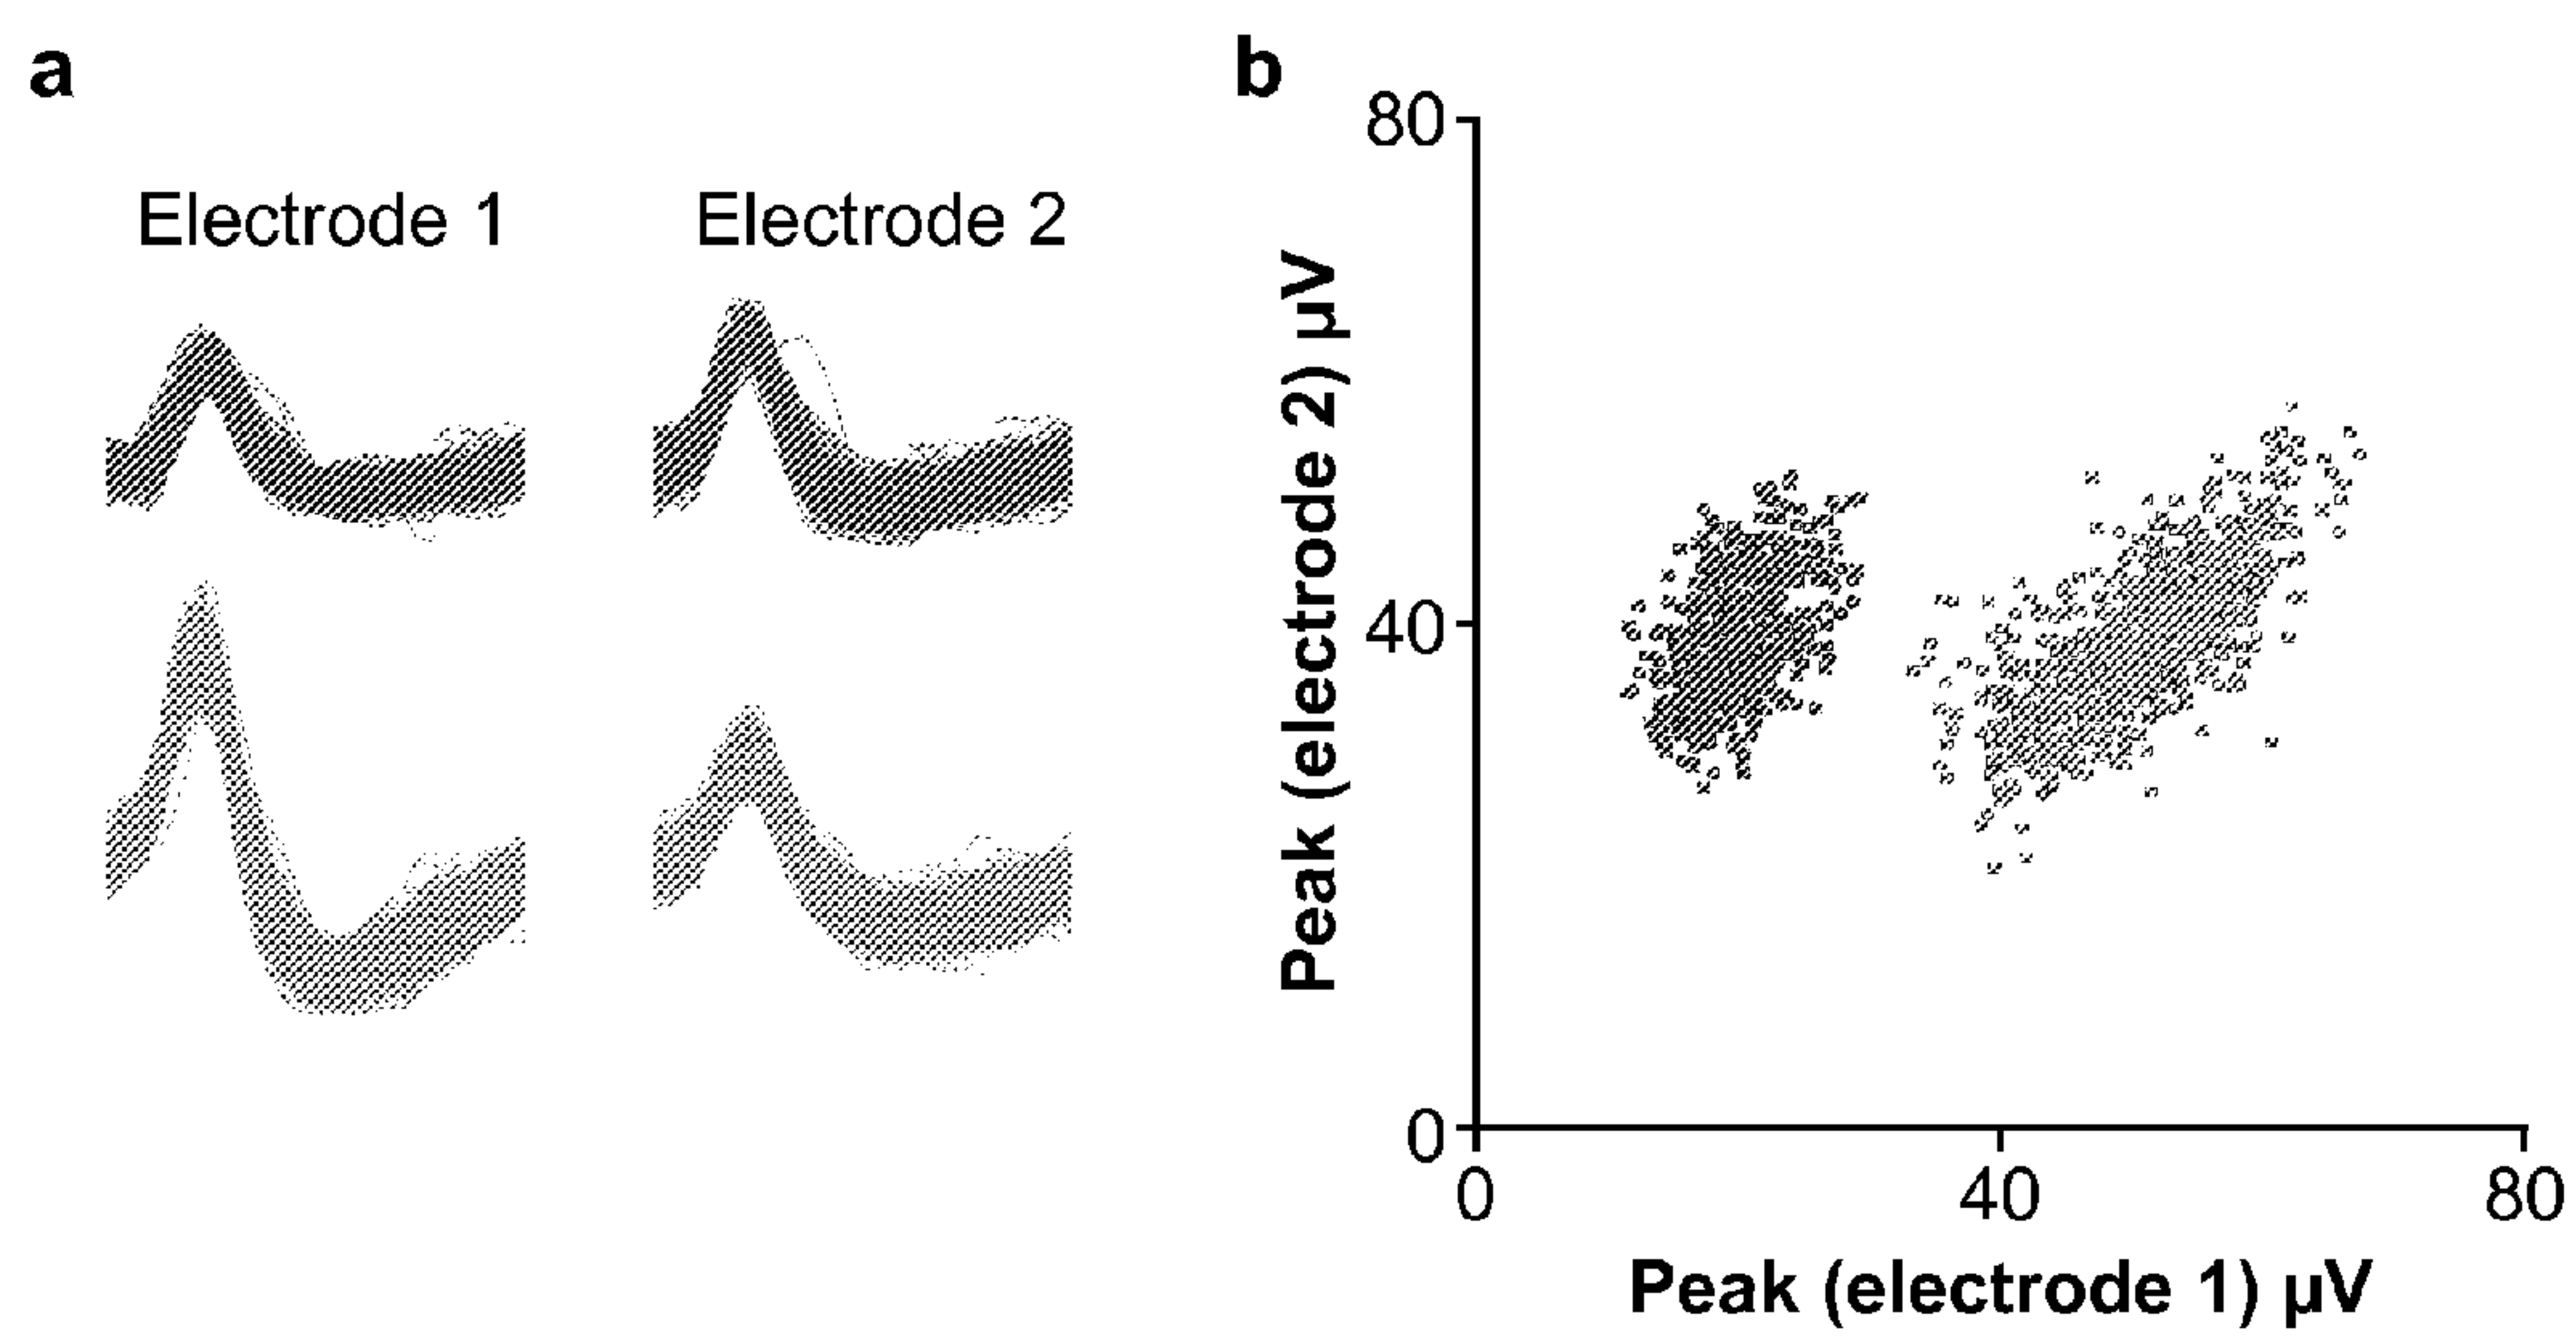 a
Electrode 1
Electrode 2
b
80
40
0
Peak (electrode 2) µV
0
40
80
Peak (electrode 1) µV